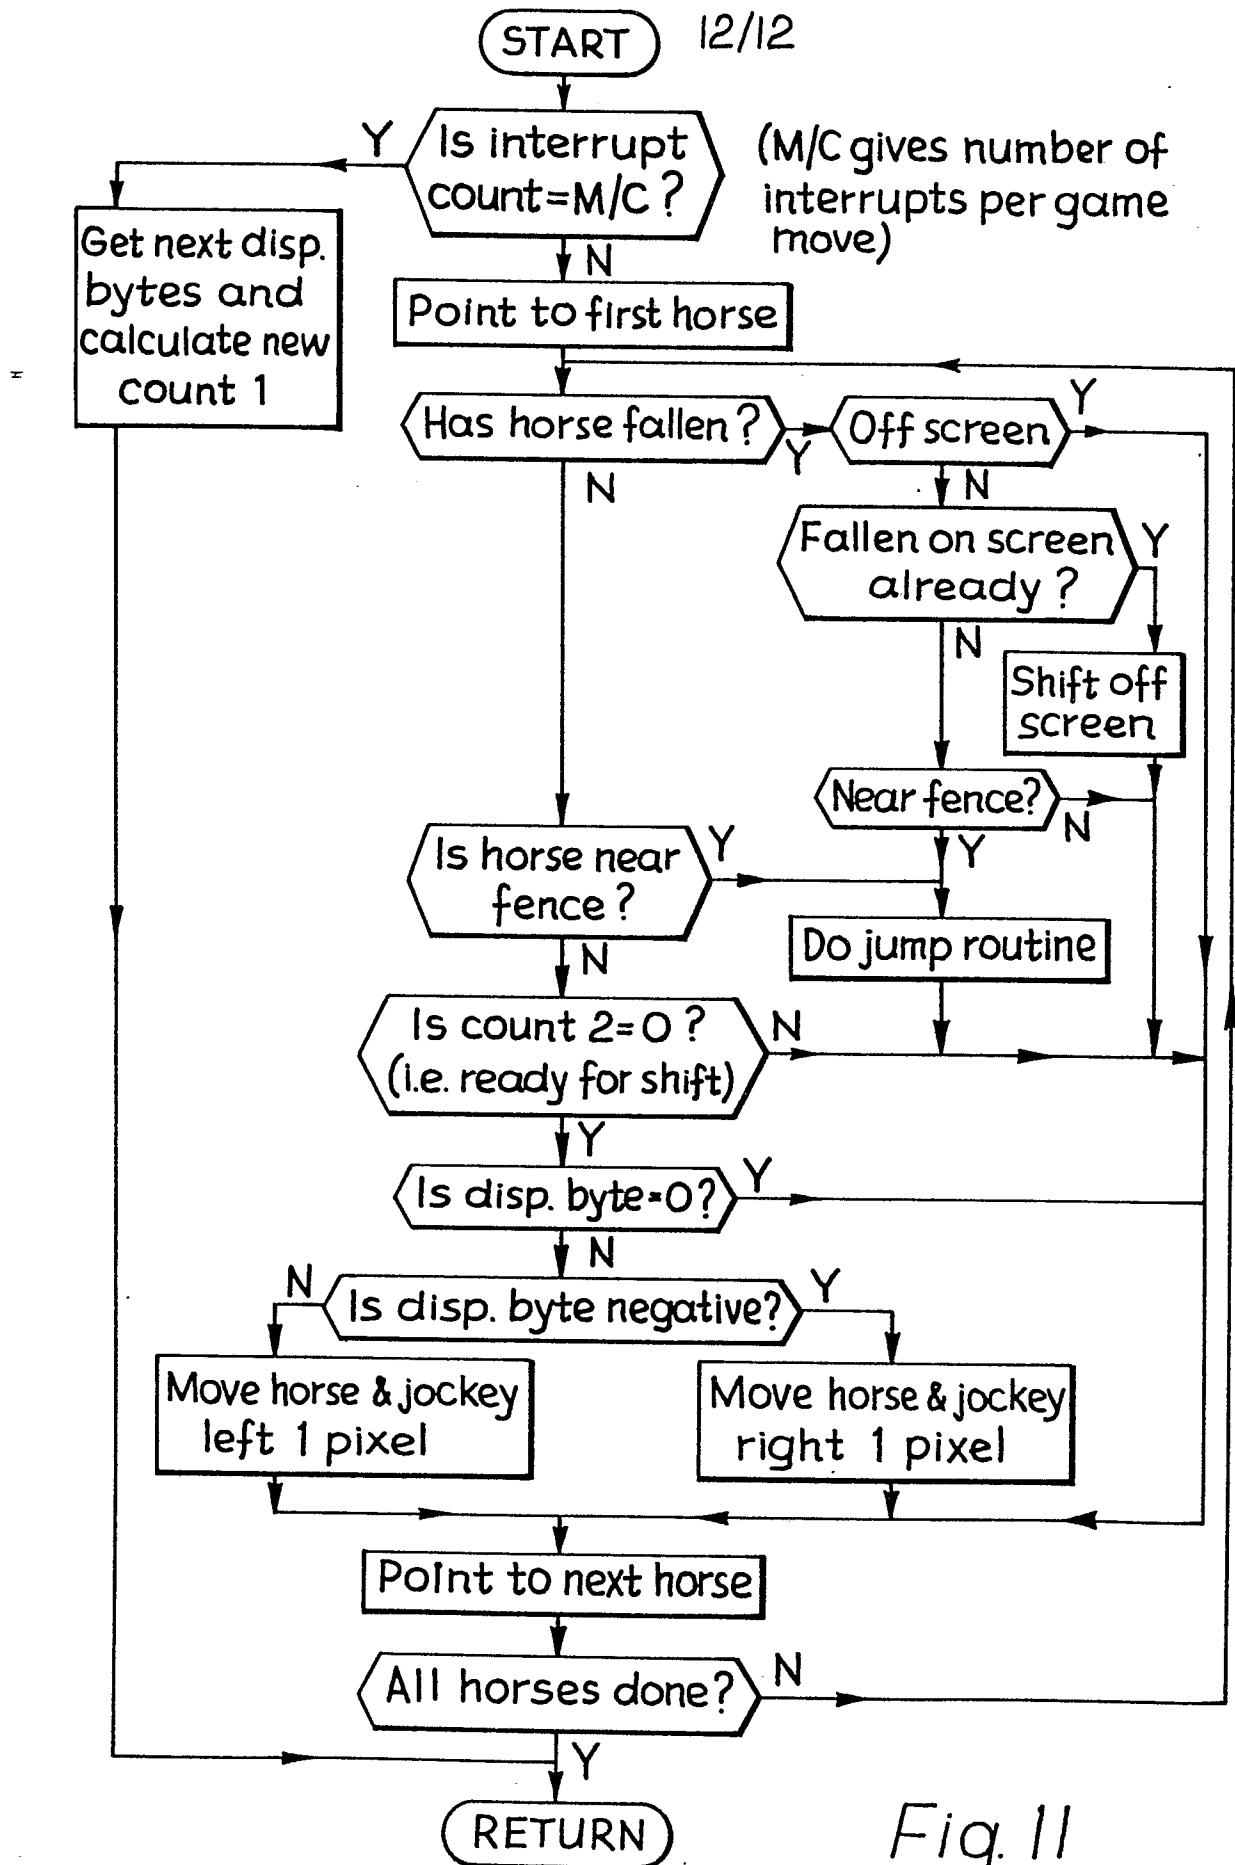 START
12/12
Y
Is interrupt
count=M/C?
(M/C gives number of
interrupts per game
move)
Get next disp.
bytes and
calculate new
count 1
N
Point to first horse
Has horse fallen?
Y
Off screen
Y
N
N
Fallen on screen
already?
Y
N
Shift off
screen
Near fence?
N
Y
Is horse near
fence?
Y
N
Do jump routine
Is count 2=0?
(i.e. ready for shift)
N
Y
Is disp. byte=0?
Y
N
N
Is disp. byte negative?
Y
Move horse & jockey
left 1 pixel
Move horse & jockey
right 1 pixel
Point to next horse
All horses done?
N
Y
RETURN
Fig. 11